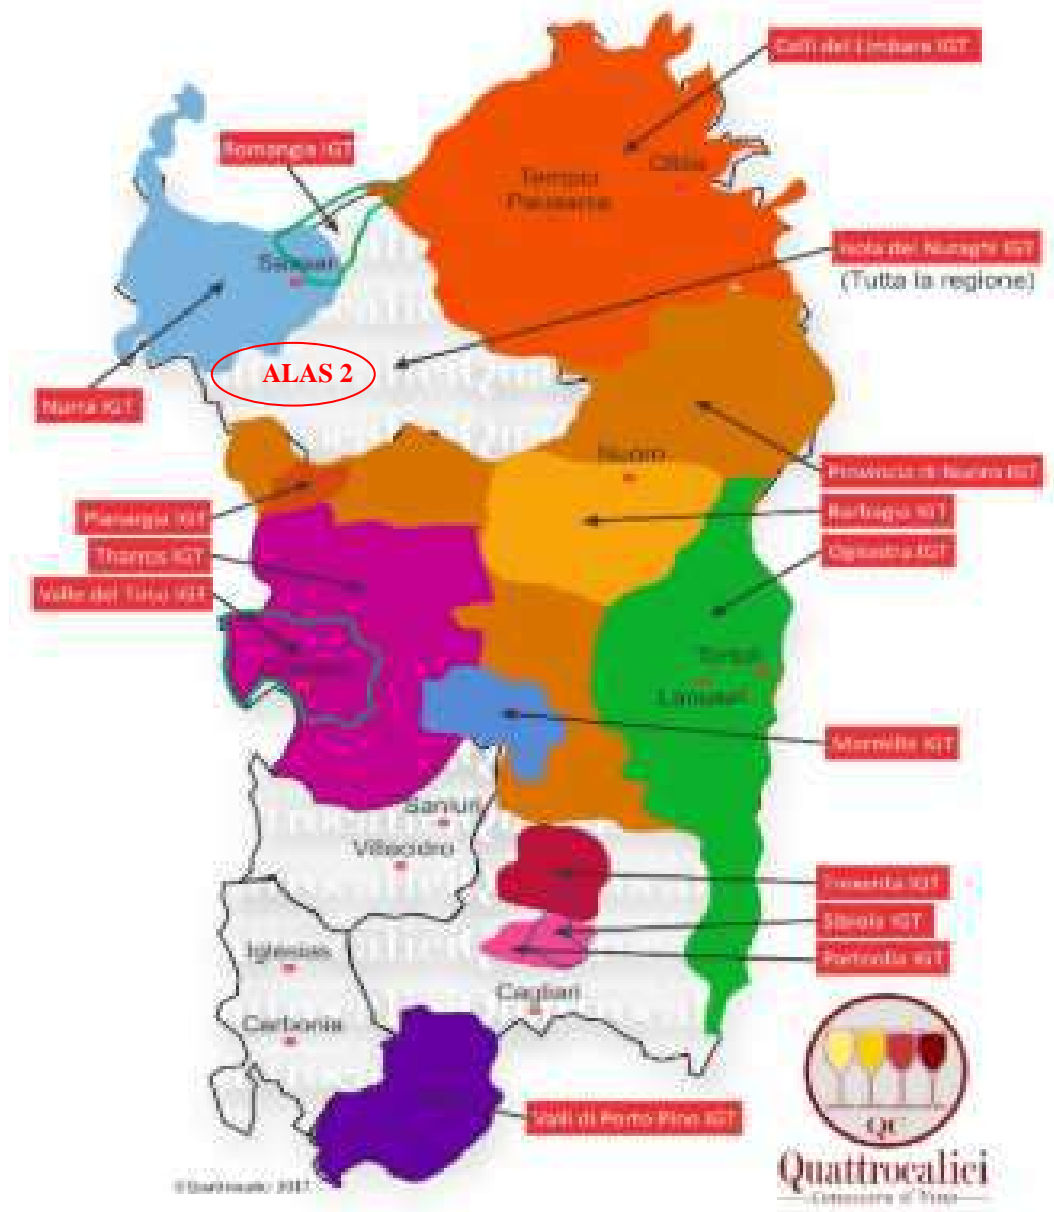 Colli del Limbara IGT
Romangia IGT
Olbia
Tempio
Pausania
Isola dei Nuraghi IGT
(Tutta la regione)
Sassari
ALAS 2
Nurra IGT
Nuoro
Provincia di Nuoro IGT
Planargia IGT
Barbagia IGT
Tharros IGT
Ogliastra IGT
Valle del Tirso IGT
Tortolì
Lanusei
Marmilla IGT
Sanluri
Villacidro
Trexenta IGT
Sibiola IGT
Iglesias
Parteolla IGT
Cagliari
Carbonia
Valli di Porto Pino IGT
QC
Quattrocalici
©Quattrocalici 2017